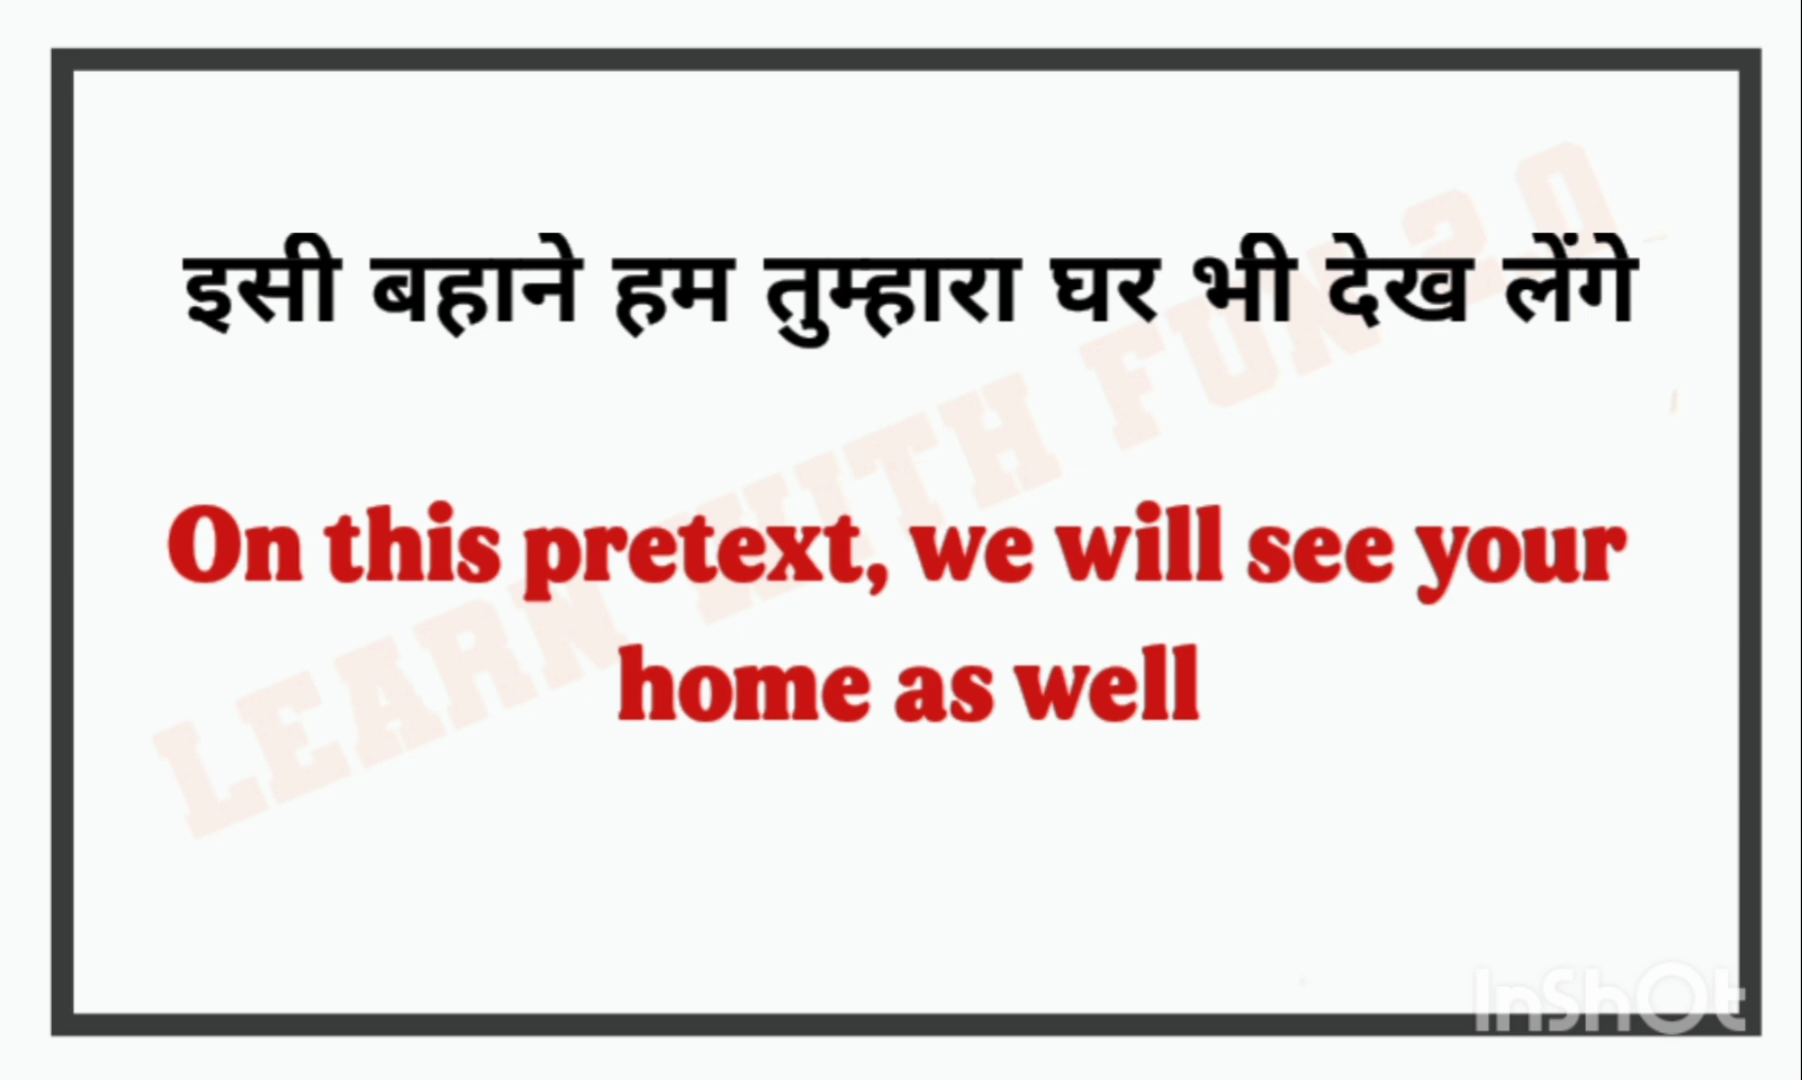 इसी बहाने हम तुम्हारा घर भी देख लेंगे
On this pretext, we will see your
home as well
LEARN WITH FUN 2.0
InShOt